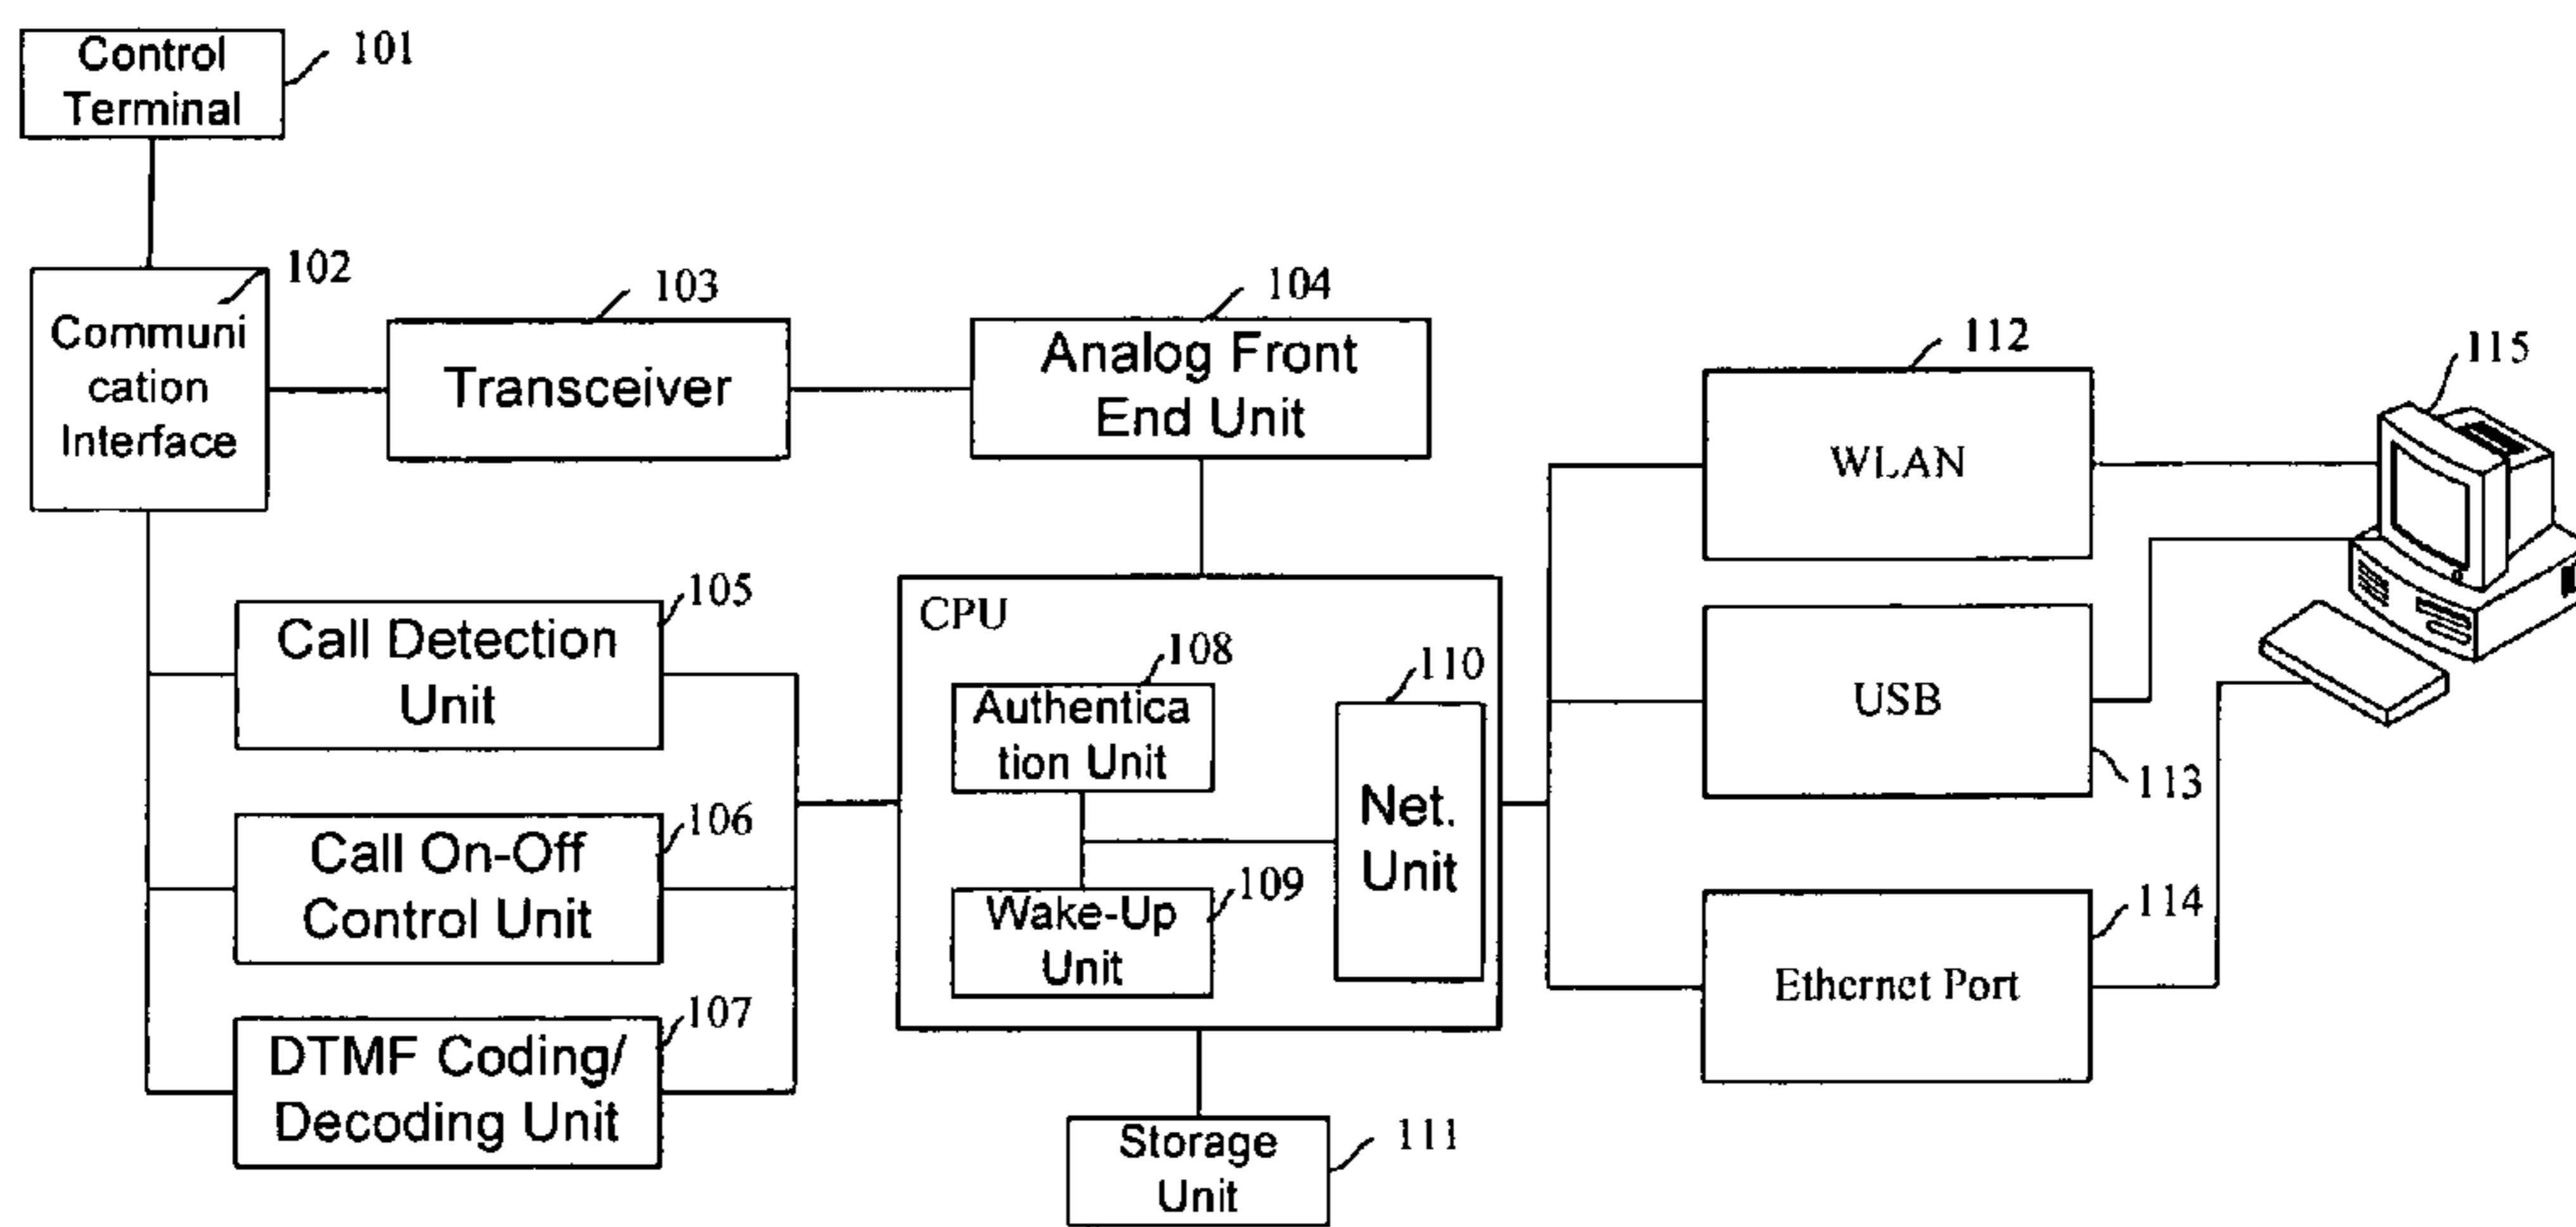 Control
Terminal
101
102
Communi
cation
Interface
103
Transceiver
104
Analog Front
End Unit
105
Call Detection
Unit
106
Call On-Off
Control Unit
107
DTMF Coding/
Decoding Unit
CPU
108
Authentica
tion Unit
109
Wake-Up
Unit
110
Net.
Unit
Storage
Unit
111
112
WLAN
USB
113
114
Ethernet Port
115